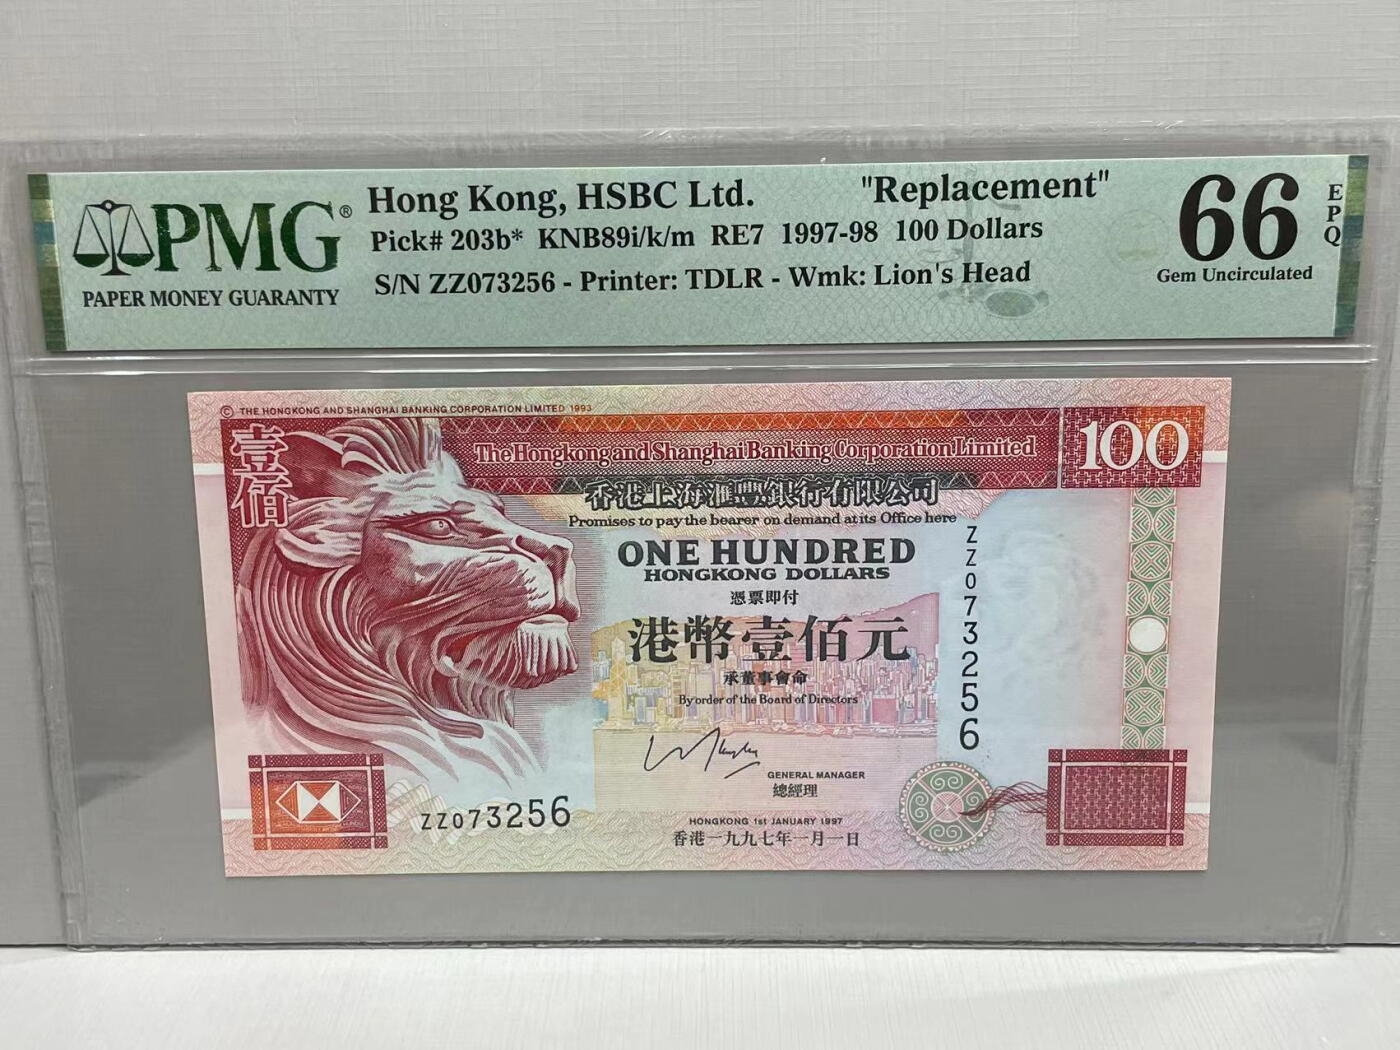 PMG®
PAPER MONEY GUARANTY
Hong Kong, HSBC Ltd. "Replacement"
Pick# 203b* KNB89i/k/m RE7 1997-98 100 Dollars
S/N ZZ073256 - Printer: TDLR - Wmk: Lion's Head
66
EPQ
Gem Uncirculated
© THE HONGKONG AND SHANGHAI BANKING CORPORATION LIMITED 1993
壹佰
The Hongkong and Shanghai Banking Corporation Limited
100
香港上海滙豐銀行有限公司
Promises to pay the bearer on demand at its Office here
ONE HUNDRED
HONGKONG DOLLARS
憑票即付
港幣壹佰元
承董事會命
By order of the Board of Directors
ZZ073256
GENERAL MANAGER
總經理
ZZ073256
HONGKONG 1st JANUARY 1997
香港一九九七年一月一日